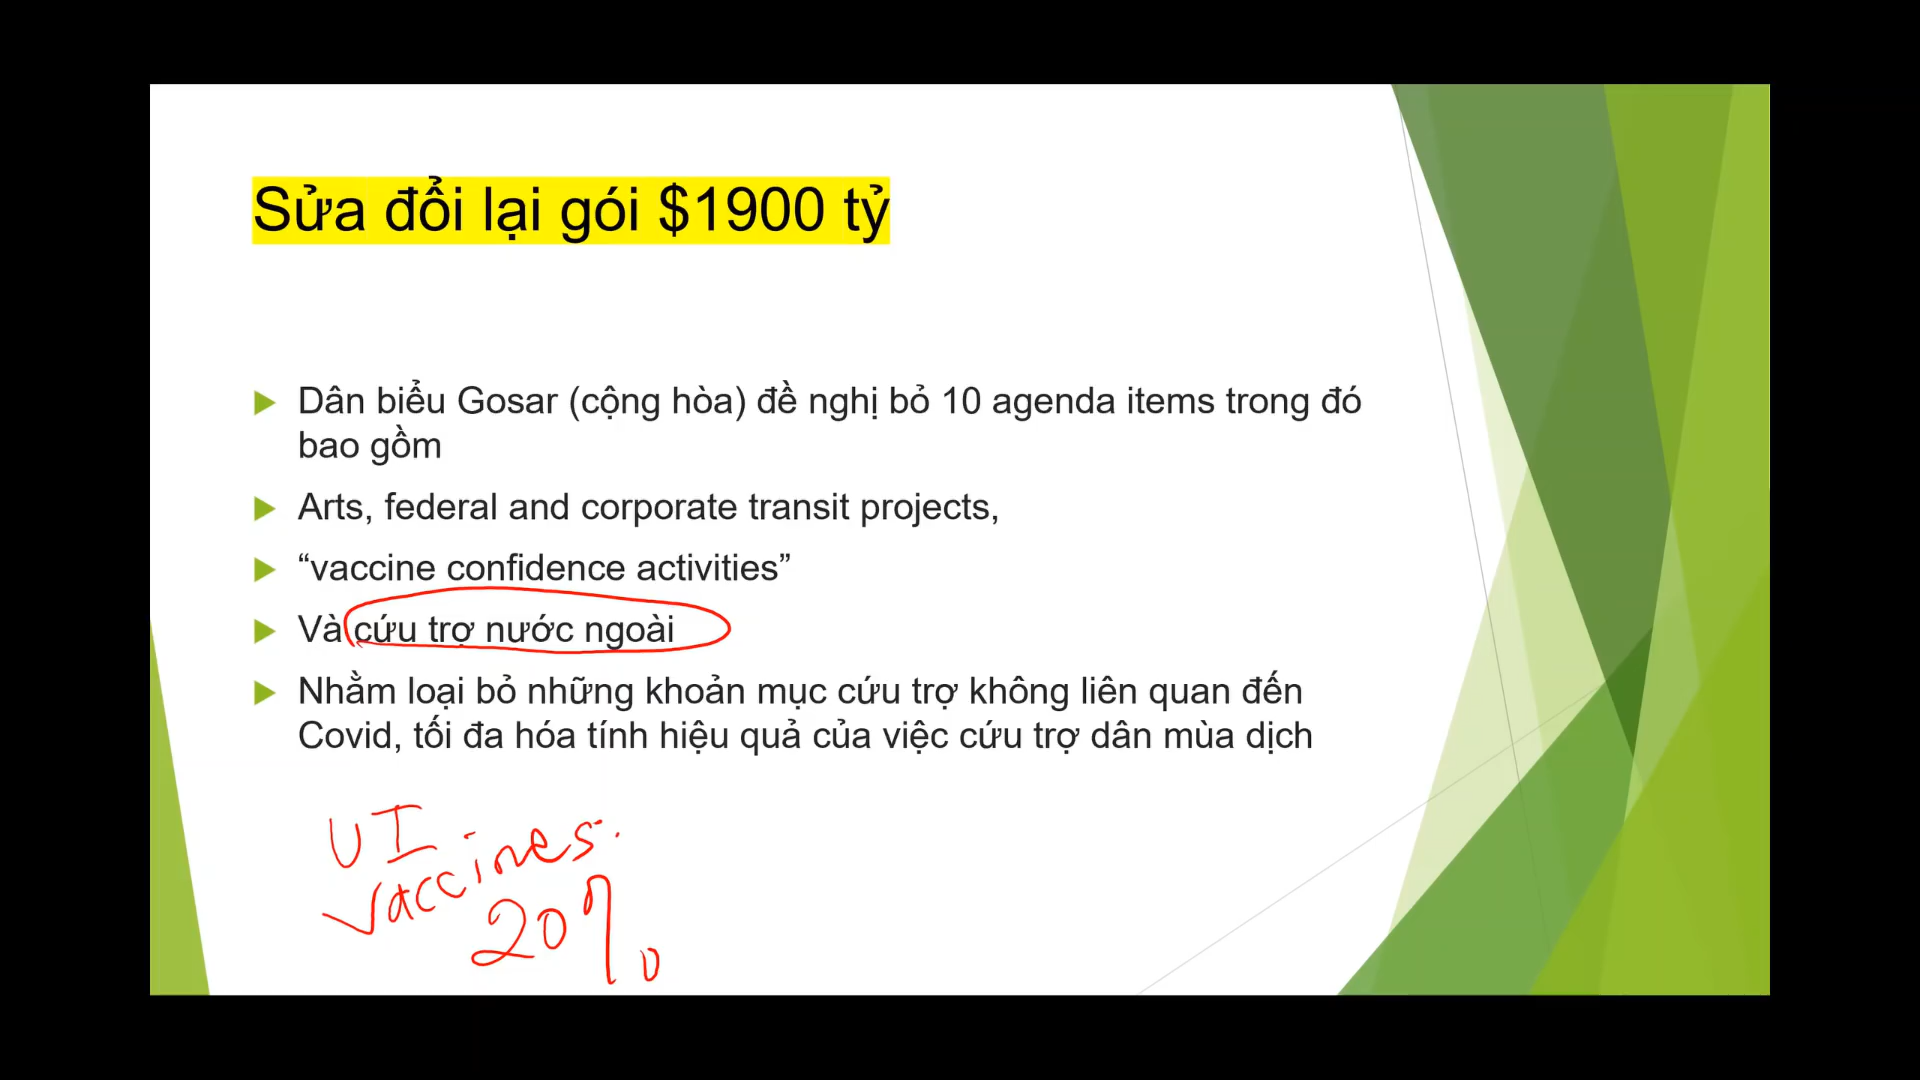 Sửa đổi lại gói $1900 tỷ
Dân biểu Gosar (cộng hòa) đề nghị bỏ 10 agenda items trong đó
bao gồm
Arts, federal and corporate transit projects,
“vaccine confidence activities”
Và cứu trợ nước ngoài
Nhằm loại bỏ những khoản mục cứu trợ không liên quan đến
Covid, tối đa hóa tính hiệu quả của việc cứu trợ dân mùa dịch
UI
vaccines.
20%